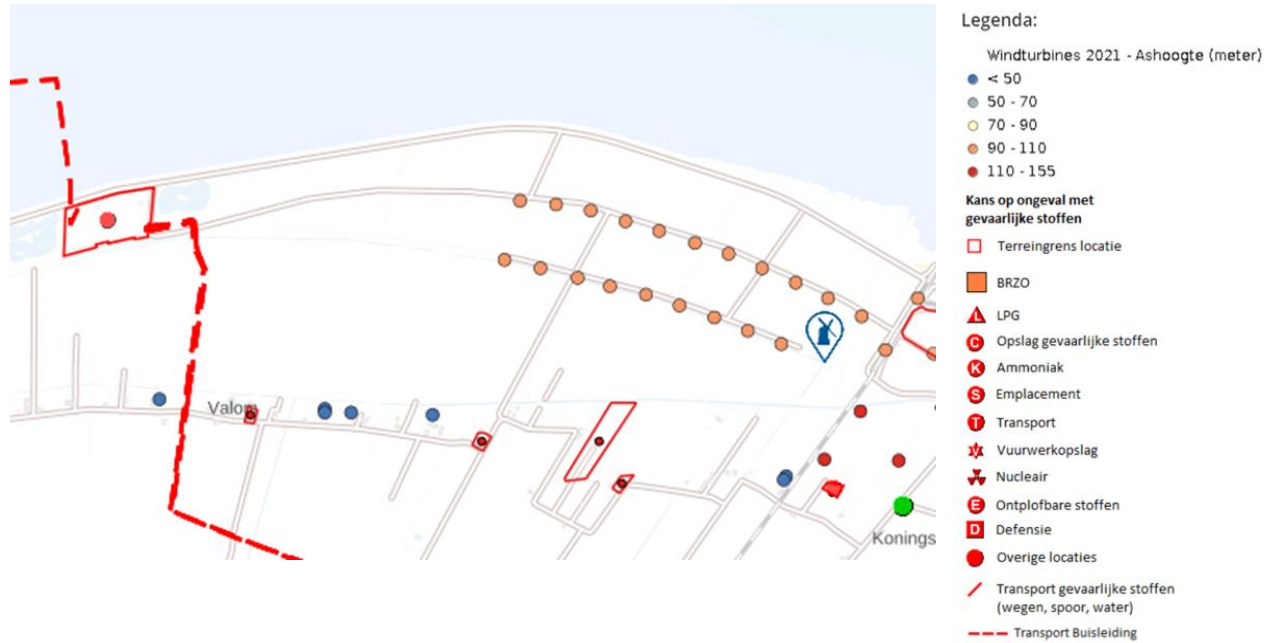 Legenda:
Windturbines 2021 - Ashoogte (meter)
< 50
50 - 70
70 - 90
90 - 110
110 - 155
Kans op ongeval met
gevaarlijke stoffen
Terreingrens locatie
BRZO
L LPG
C Opslag gevaarlijke stoffen
K Ammoniak
S Emplacement
T Transport
V Vuurwerkopslag
Nucleair
E Ontplofbare stoffen
D Defensie
Overige locaties
Transport gevaarlijke stoffen
(wegen, spoor, water)
Transport Buisleiding
Valom
Konings